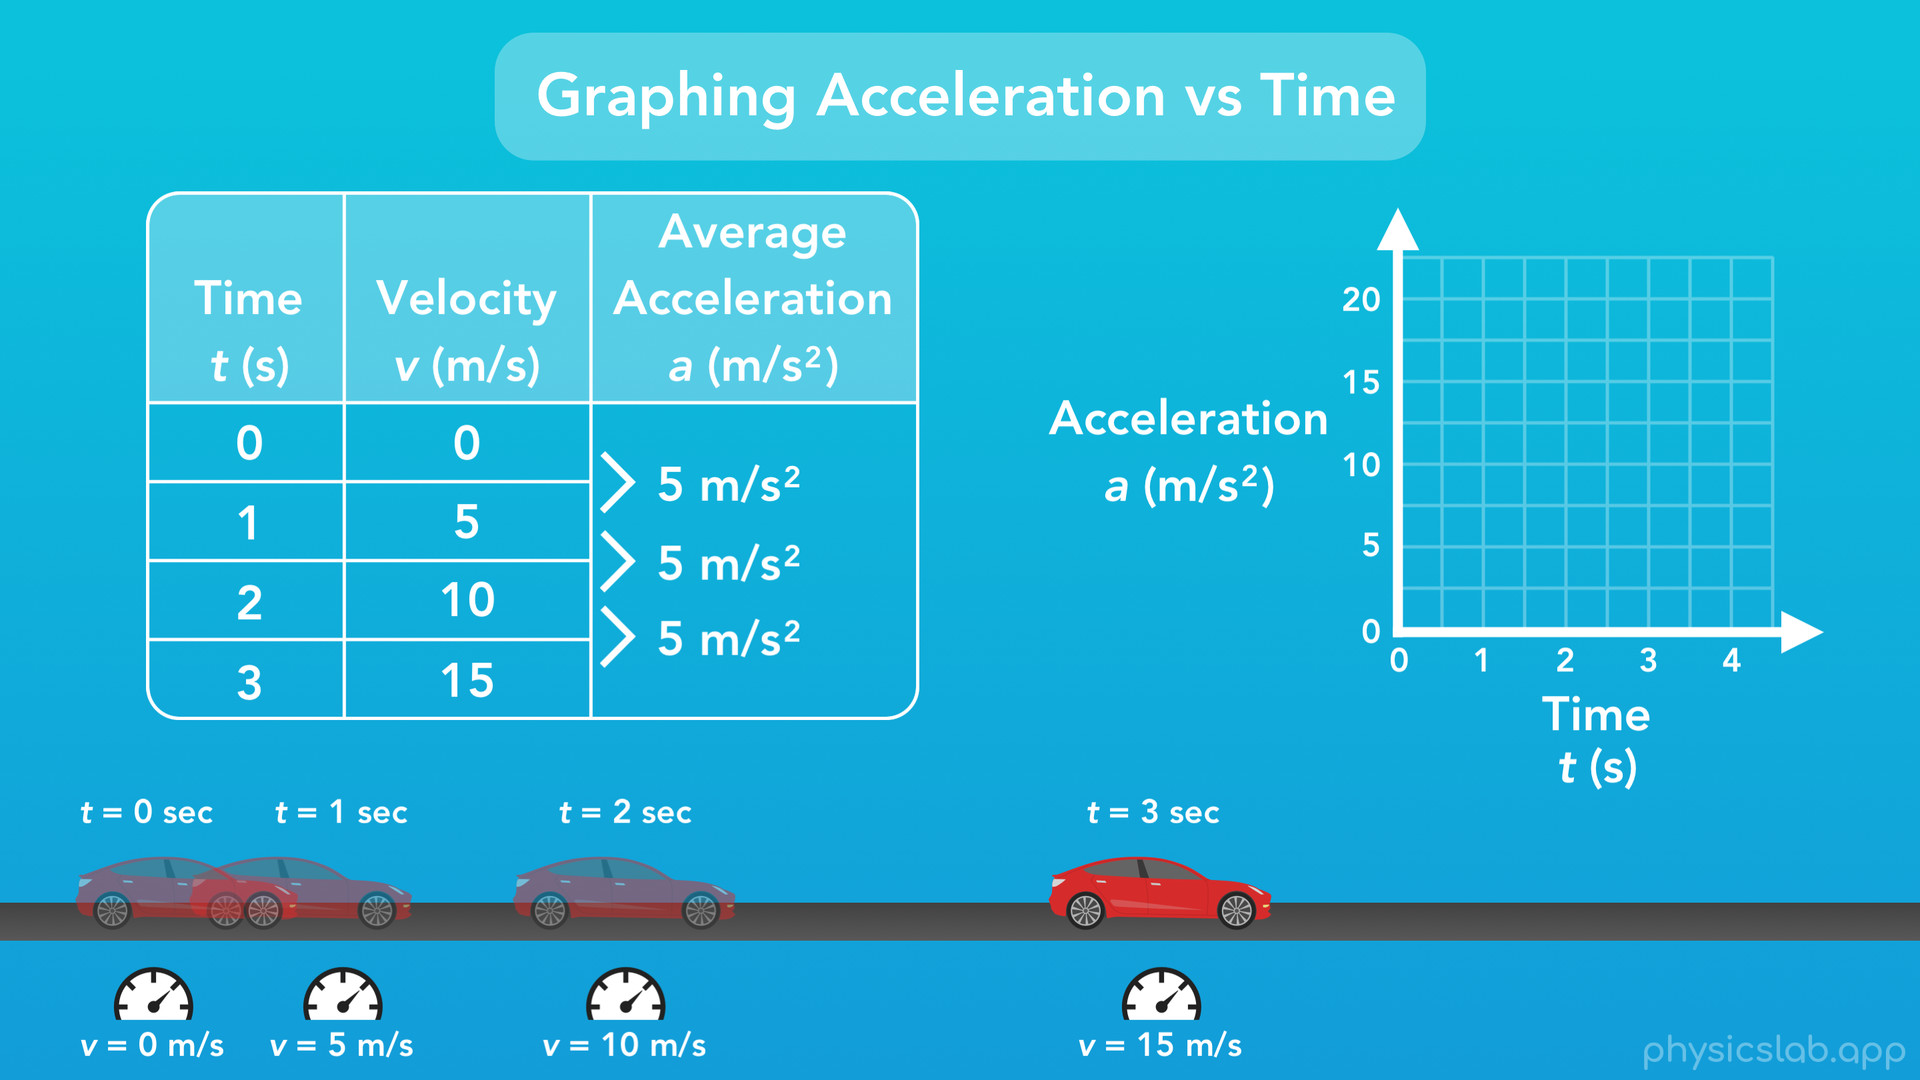 Graphing Acceleration vs Time
Time
t (s)
Velocity
v (m/s)
Average
Acceleration
a (m/s²)
0
0
1
5
2
10
3
15
5 m/s²
5 m/s²
5 m/s²
Acceleration
a (m/s²)
20
15
10
5
0
0 1 2 3 4
Time
t (s)
t = 0 sec
t = 1 sec
t = 2 sec
t = 3 sec
v = 0 m/s
v = 5 m/s
v = 10 m/s
v = 15 m/s
physicslab.app